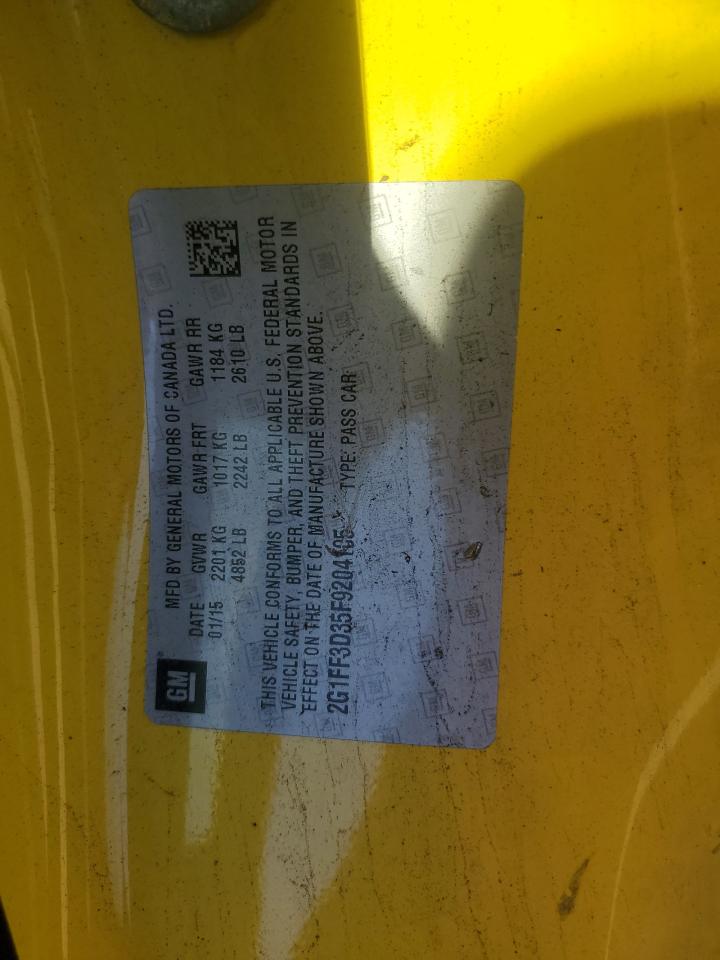 GM
MFD BY GENERAL MOTORS OF CANADA LTD.
DATE GVWR GAWR FRT GAWR RR
01/15 2201 KG 1017 KG 1184 KG
4852 LB 2242 LB 2610 LB
THIS VEHICLE CONFORMS TO ALL APPLICABLE U.S. FEDERAL MOTOR
VEHICLE SAFETY, BUMPER, AND THEFT PREVENTION STANDARDS IN
EFFECT ON THE DATE OF MANUFACTURE SHOWN ABOVE.
2G1FF3D35F9204105 TYPE: PASS CAR